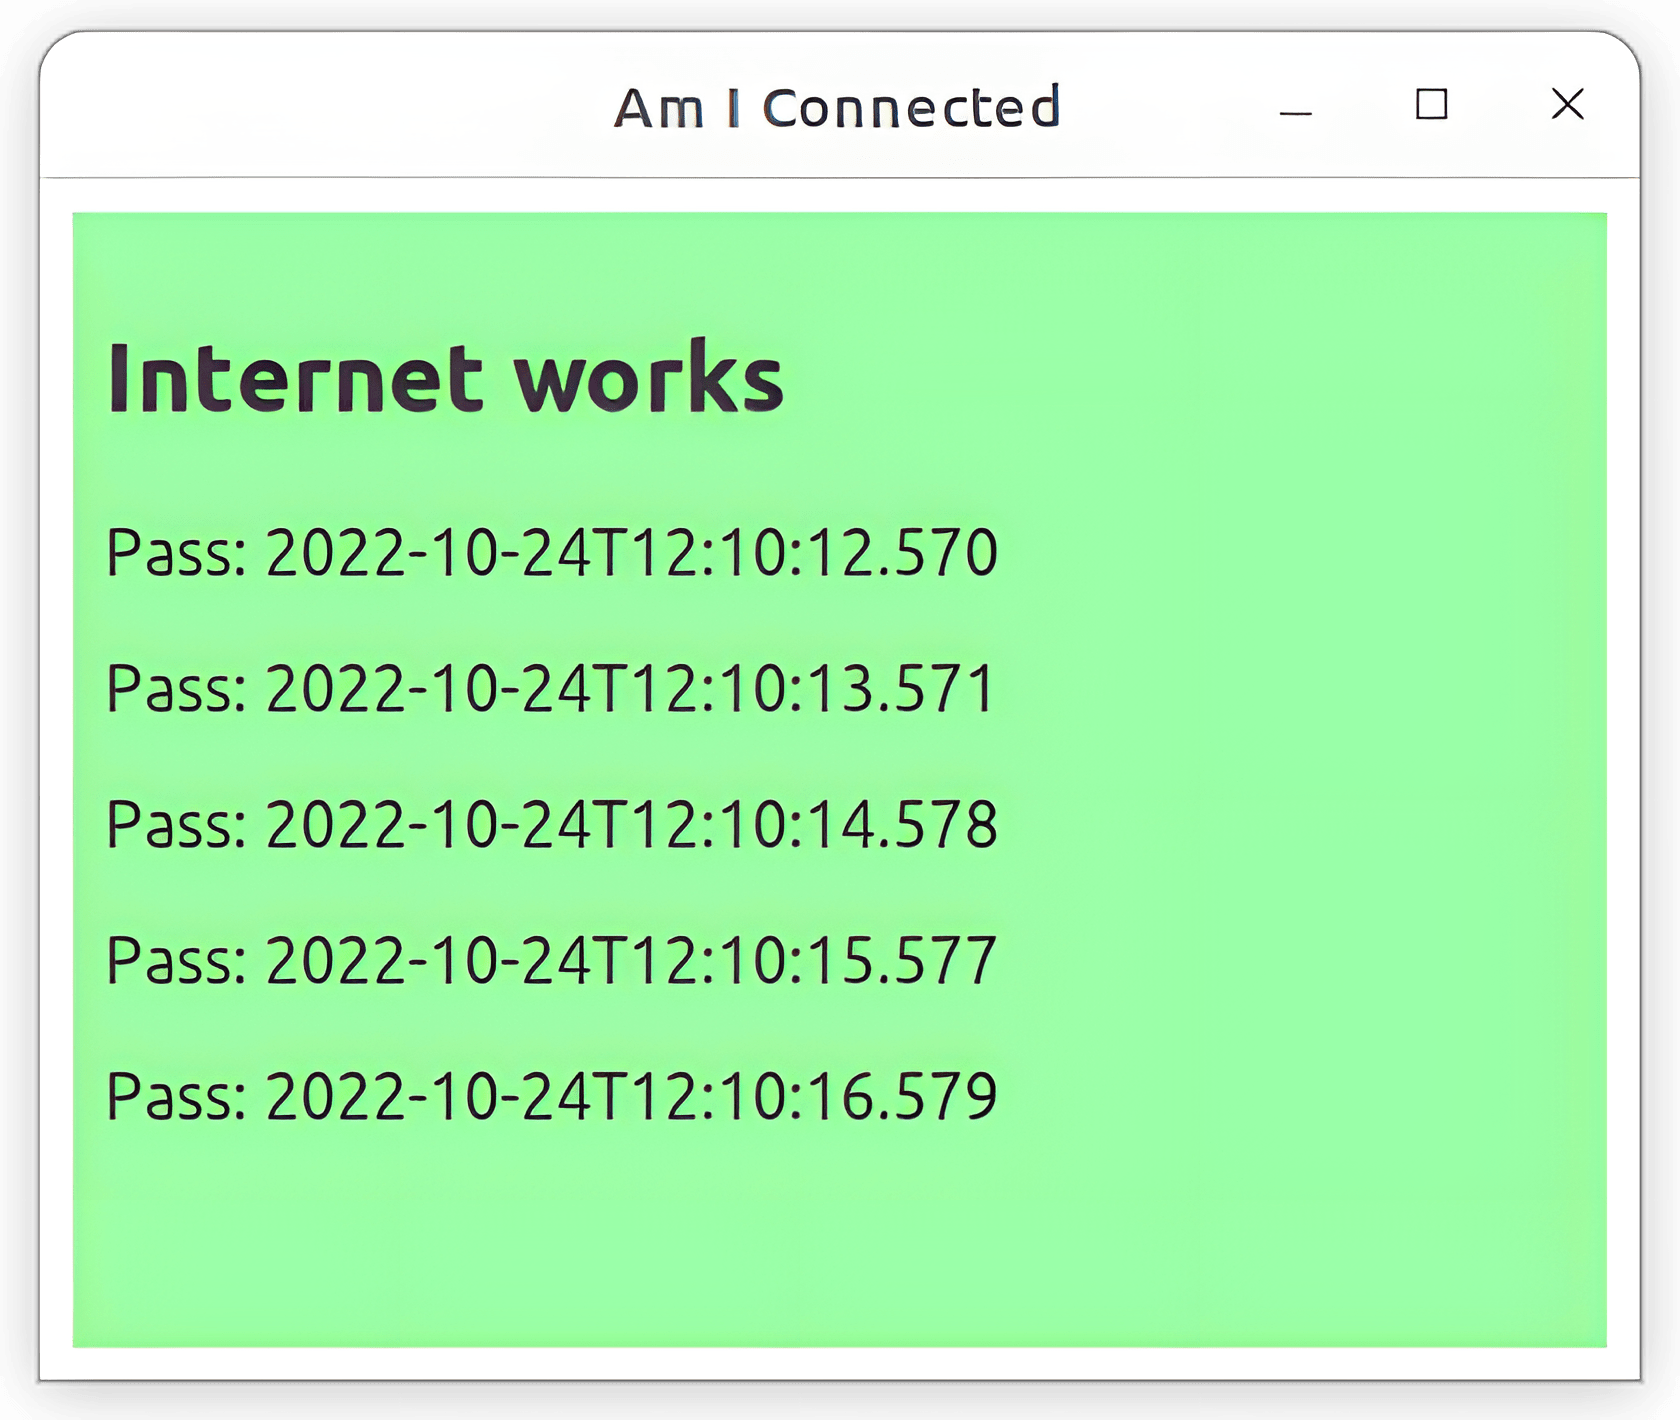 Am I Connected
Internet works
Pass: 2022-10-24T12:10:12.570
Pass: 2022-10-24T12:10:13.571
Pass: 2022-10-24T12:10:14.578
Pass: 2022-10-24T12:10:15.577
Pass: 2022-10-24T12:10:16.579